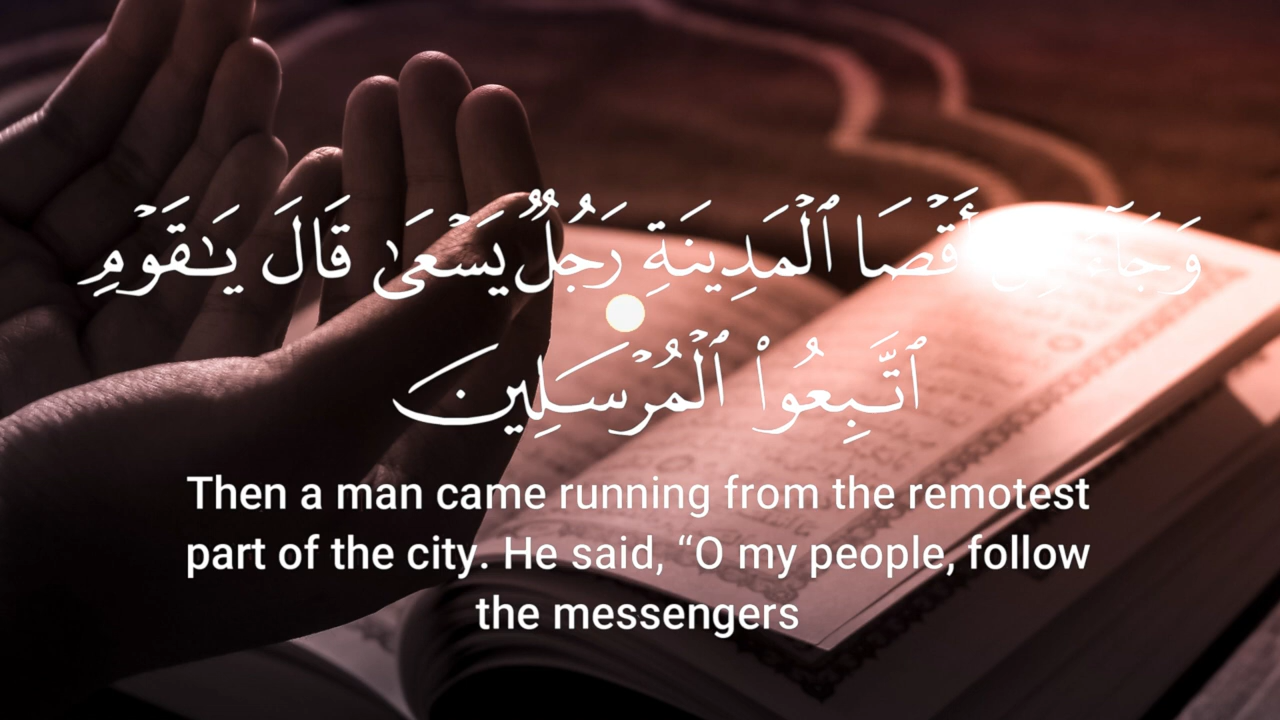 وَجَآءَ أَقْصَا ٱلْمَدِينَةِ رَجُلٌ يَسْعَىٰ قَالَ يَـٰقَوْمِ
ٱتَّبِعُوا۟ ٱلْمُرْسَلِينَ
Then a man came running from the remotest
part of the city. He said, “O my people, follow
the messengers